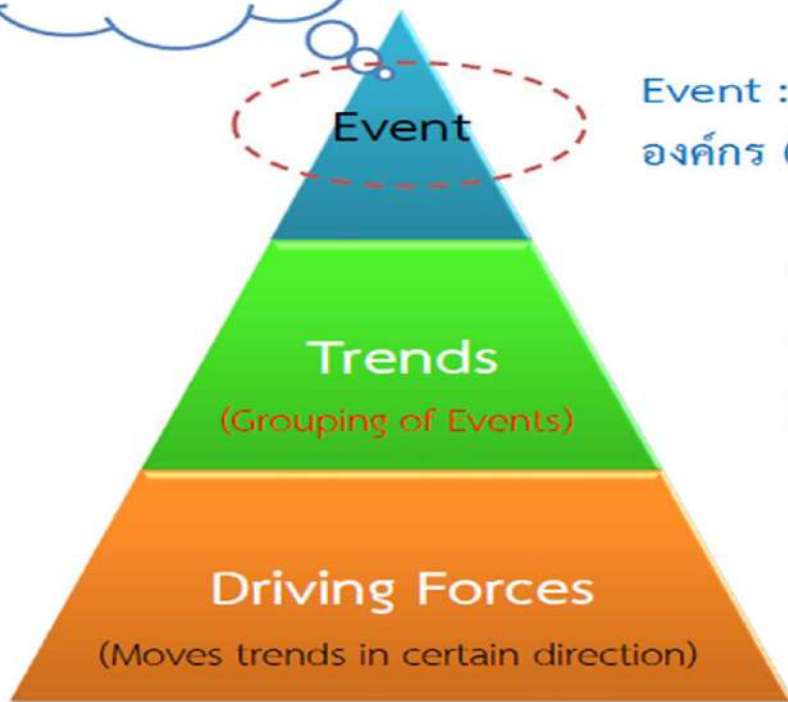 Event
Event :
องค์กร (
Trends
(Grouping of Events)
Driving Forces
(Moves trends in certain direction)